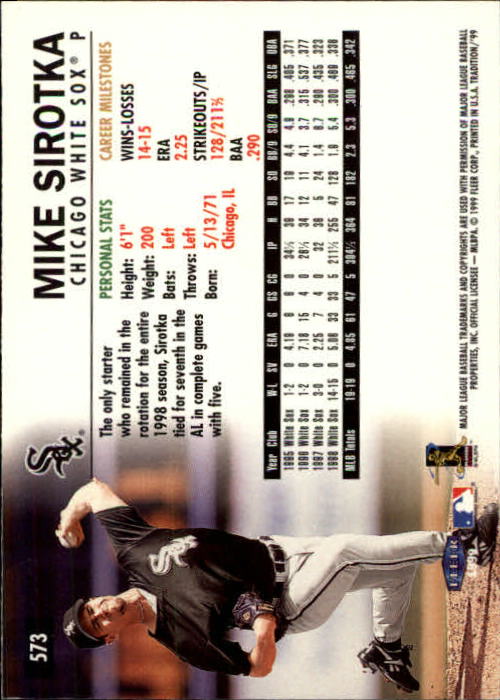 573
Sox
MIKE SIROTKA
CHICAGO WHITE SOX® P
The only starter
who remained in the
rotation for the entire
1998 season, Sirotka
tied for seventh in the
AL in complete games
with five.
PERSONAL STATS
Height: 6'1"
Weight: 200
Bats: Left
Throws: Left
Born: 5/13/71
Chicago, IL
CAREER MILESTONES
WINS-LOSSES
14-15
ERA
2.25
STRIKEOUTS/IP
128/211⅔
BAA
.290
Year Club W-L SV ERA G GS CG IP H BB SO BB/9 SO/9 BAA SLG OBA
1995 White Sox 1-2 0 4.19 6 6 0 34⅓ 39 17 19 4.4 4.9 .298 .405 .371
1996 White Sox 1-2 0 7.18 15 4 0 26⅓ 34 12 11 4.1 3.7 .315 .537 .377
1997 White Sox 3-0 0 2.25 7 4 0 32 36 5 24 1.4 6.7 .290 .435 .323
1998 White Sox 14-15 0 5.06 33 33 5 211⅔ 255 47 128 1.9 5.4 .300 .489 .338
MLB Totals 19-19 0 4.85 61 47 5 304⅓ 364 81 182 2.3 5.3 .300 .465 .342
MAJOR LEAGUE BASEBALL TRADEMARKS AND COPYRIGHTS ARE USED WITH PERMISSION OF MAJOR LEAGUE BASEBALL
PROPERTIES, INC. OFFICIAL LICENSEE — MLBPA. © 1999 FLEER CORP., PRINTED IN U.S.A. TRADITION/'99
FLEER